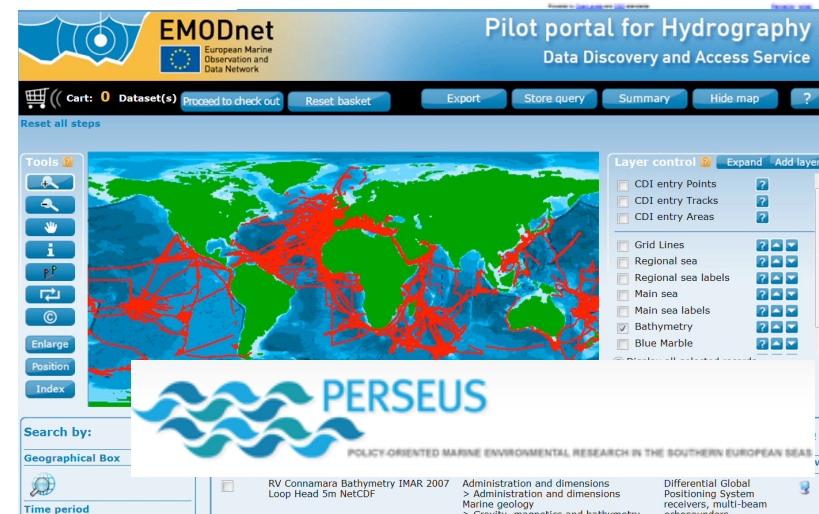 EMODnet
European Marine
Observation and
Data Network
Pilot portal for Hydrography
Data Discovery and Access Service
Cart: 0 Dataset(s) Proceed to check out Reset basket Export Store query Summary Hide map ?
Reset all steps
Tools
Layer control Expand Add layer
CDI entry Points ?
CDI entry Tracks ?
CDI entry Areas ?
Grid Lines ?
Regional sea ?
Regional sea labels ?
Main sea ?
Main sea labels ?
Bathymetry ?
Blue Marble ?
i
©
Enlarge
Position
Index
PERSEUS
POLICY-ORIENTED MARINE ENVIRONMENTAL RESEARCH IN THE SOUTHERN EUROPEAN SEAS
Search by:
Geographical Box
Time period
RV Connamara Bathymetry IMAR 2007
Loop Head 5m NetCDF
Administration and dimensions
> Administration and dimensions
Marine geology
> Gravity, magnetics and bathymetry
Differential Global
Positioning System
receivers, multi-beam
echosounders